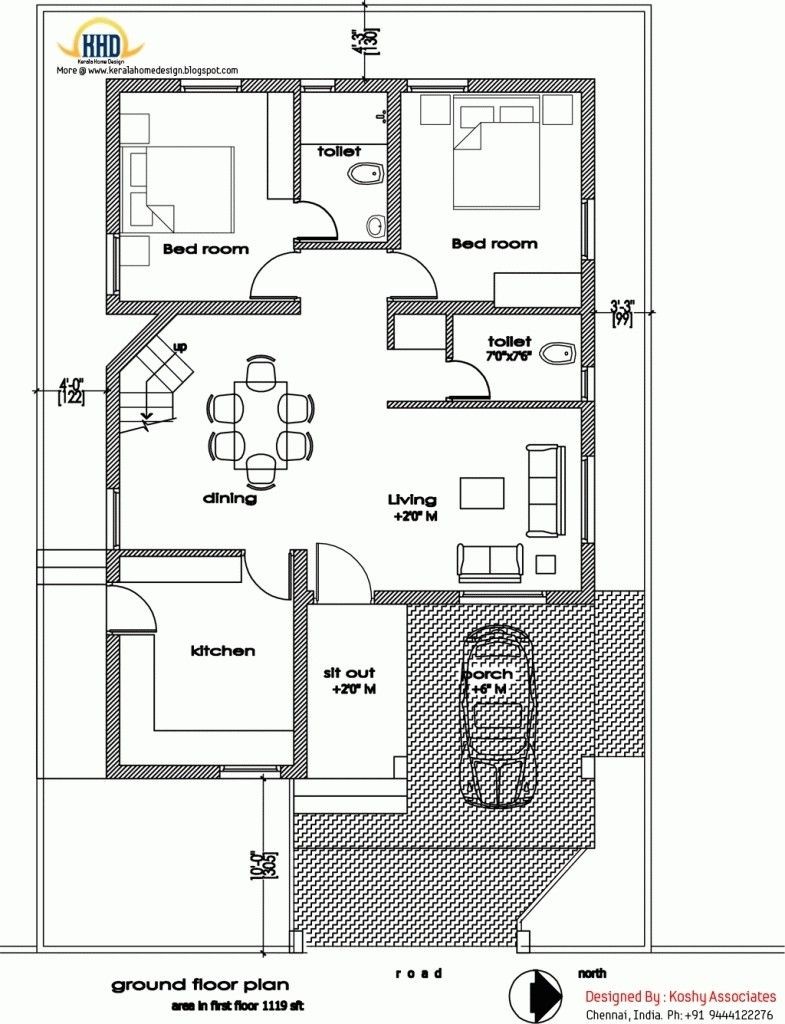 KHD
Kerala Home Design
More @ www.keralahomedesign.blogspot.com
4'-3"
[130]
toilet
Bed room
Bed room
3'-3"
[99]
up
toilet
7'0"x7'6"
4'-0"
[122]
dining
Living
+2'0" M
kitchen
sit out
+2'0" M
porch
+6" M
10'-0"
[305]
road
north
ground floor plan
area in first floor 1119 sft
Designed By : Koshy Associates
Chennai, India. Ph: +91 9444122276